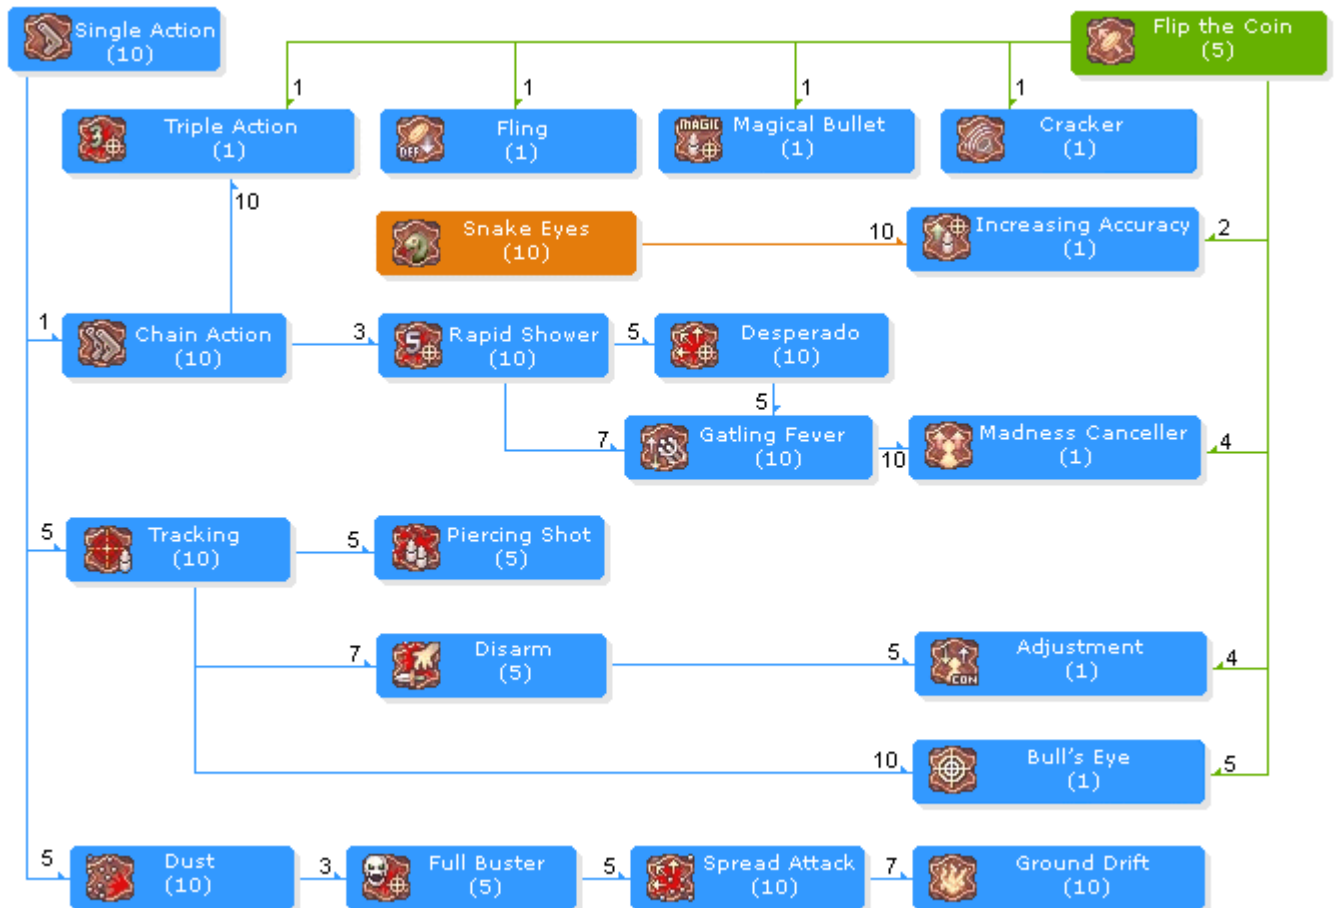 Single Action
(10)
Flip the Coin
(5)
1
1
1
1
Triple Action
(1)
3
Fling
(1)
OFF
Magical Bullet
(1)
MAGIC
Cracker
(1)
10
Snake Eyes
(10)
10
Increasing Accuracy
(1)
2
1
Chain Action
(10)
3
Rapid Shower
(10)
5
5
Desperado
(10)
5
7
Gatling Fever
(10)
10
Madness Canceller
(1)
4
5
Tracking
(10)
5
Piercing Shot
(5)
7
Disarm
(5)
5
Adjustment
(1)
CON
4
10
Bull's Eye
(1)
5
5
Dust
(10)
3
Full Buster
(5)
5
Spread Attack
(10)
7
Ground Drift
(10)